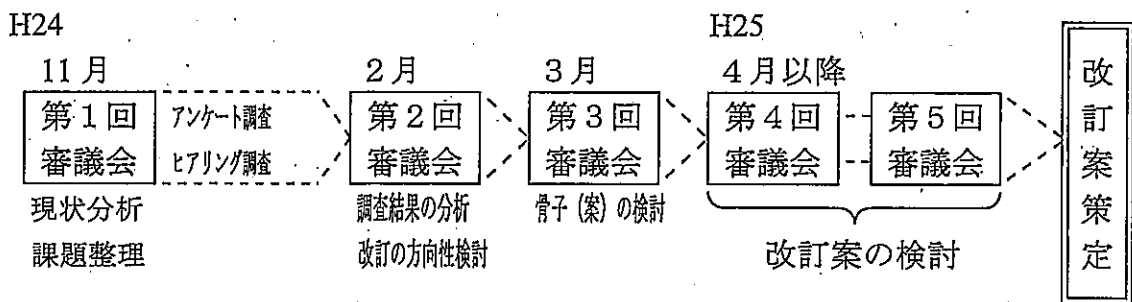 H24
H25
11月
2月
3月
4月以降
第1回
審議会
アンケート調査
ヒアリング調査
第2回
審議会
第3回
審議会
第4回
審議会
第5回
審議会
改訂案策定
現状分析
課題整理
調査結果の分析
改訂の方向性検討
骨子（案）の検討
改訂案の検討